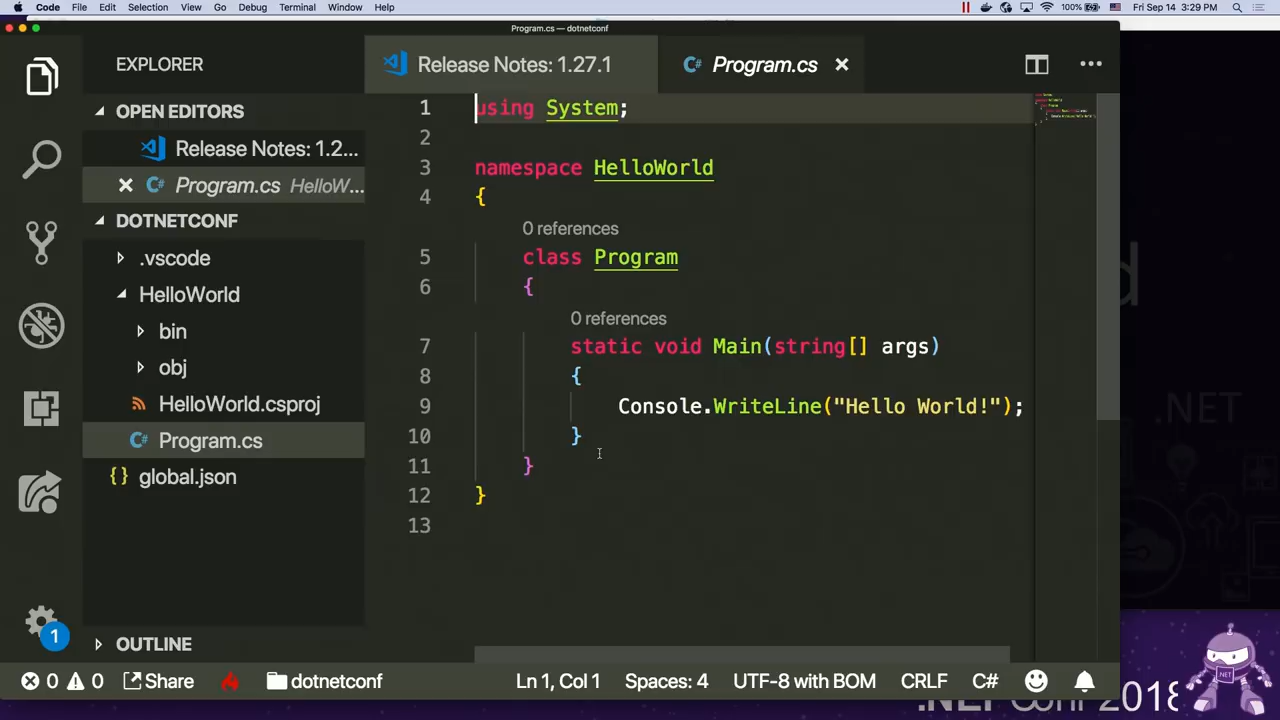 Code File Edit Selection View Go Debug Terminal Window Help 100% Fri Sep 14 3:29 PM
Program.cs — dotnetconf
EXPLORER
Release Notes: 1.27.1
Program.cs
OPEN EDITORS
Release Notes: 1.2...
Program.cs HelloW...
DOTNETCONF
.vscode
HelloWorld
bin
obj
HelloWorld.csproj
Program.cs
{} global.json
OUTLINE
1
1 using System;
2
3 namespace HelloWorld
4 {
0 references
5 class Program
6 {
0 references
7 static void Main(string[] args)
8 {
9 Console.WriteLine("Hello World!");
10 }
11 }
12 }
13
0 0 Share dotnetconf Ln 1, Col 1 Spaces: 4 UTF-8 with BOM CRLF C#
.NET
.NET
.NET Conf 2018